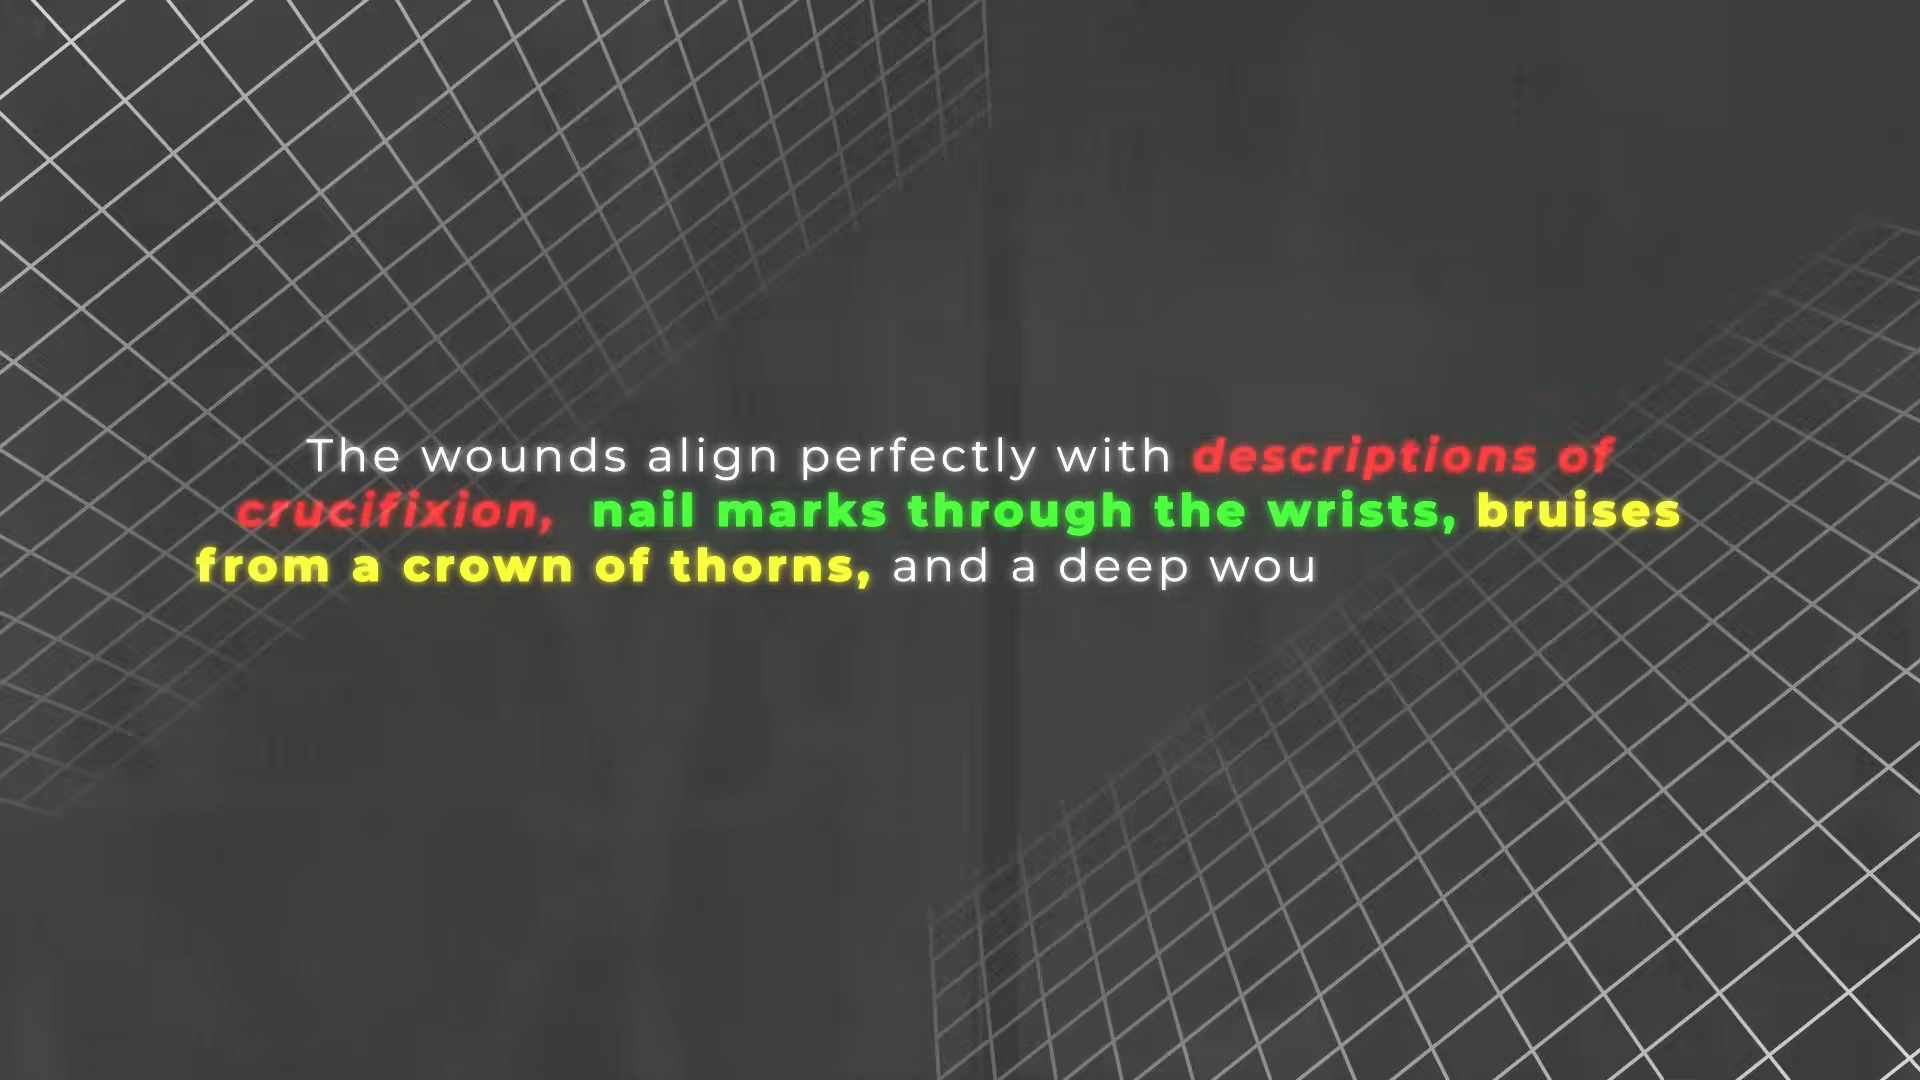 The wounds align perfectly with descriptions of
crucifixion, nail marks through the wrists, bruises
from a crown of thorns, and a deep wou